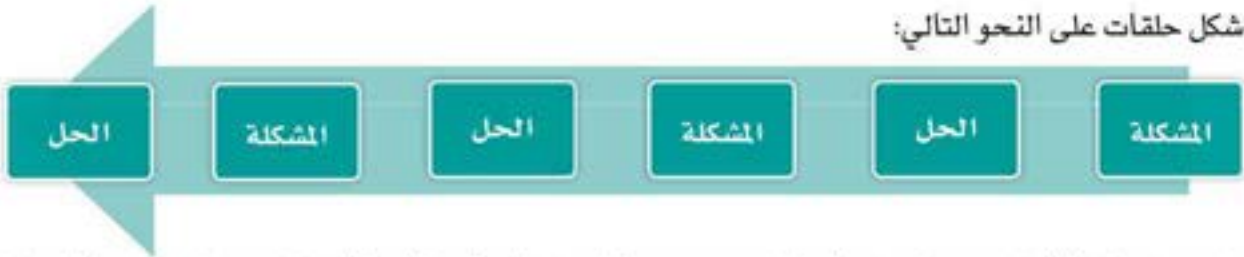 شكل حلقات على النحو التالي:
المشكلة
الحل
المشكلة
الحل
المشكلة
الحل